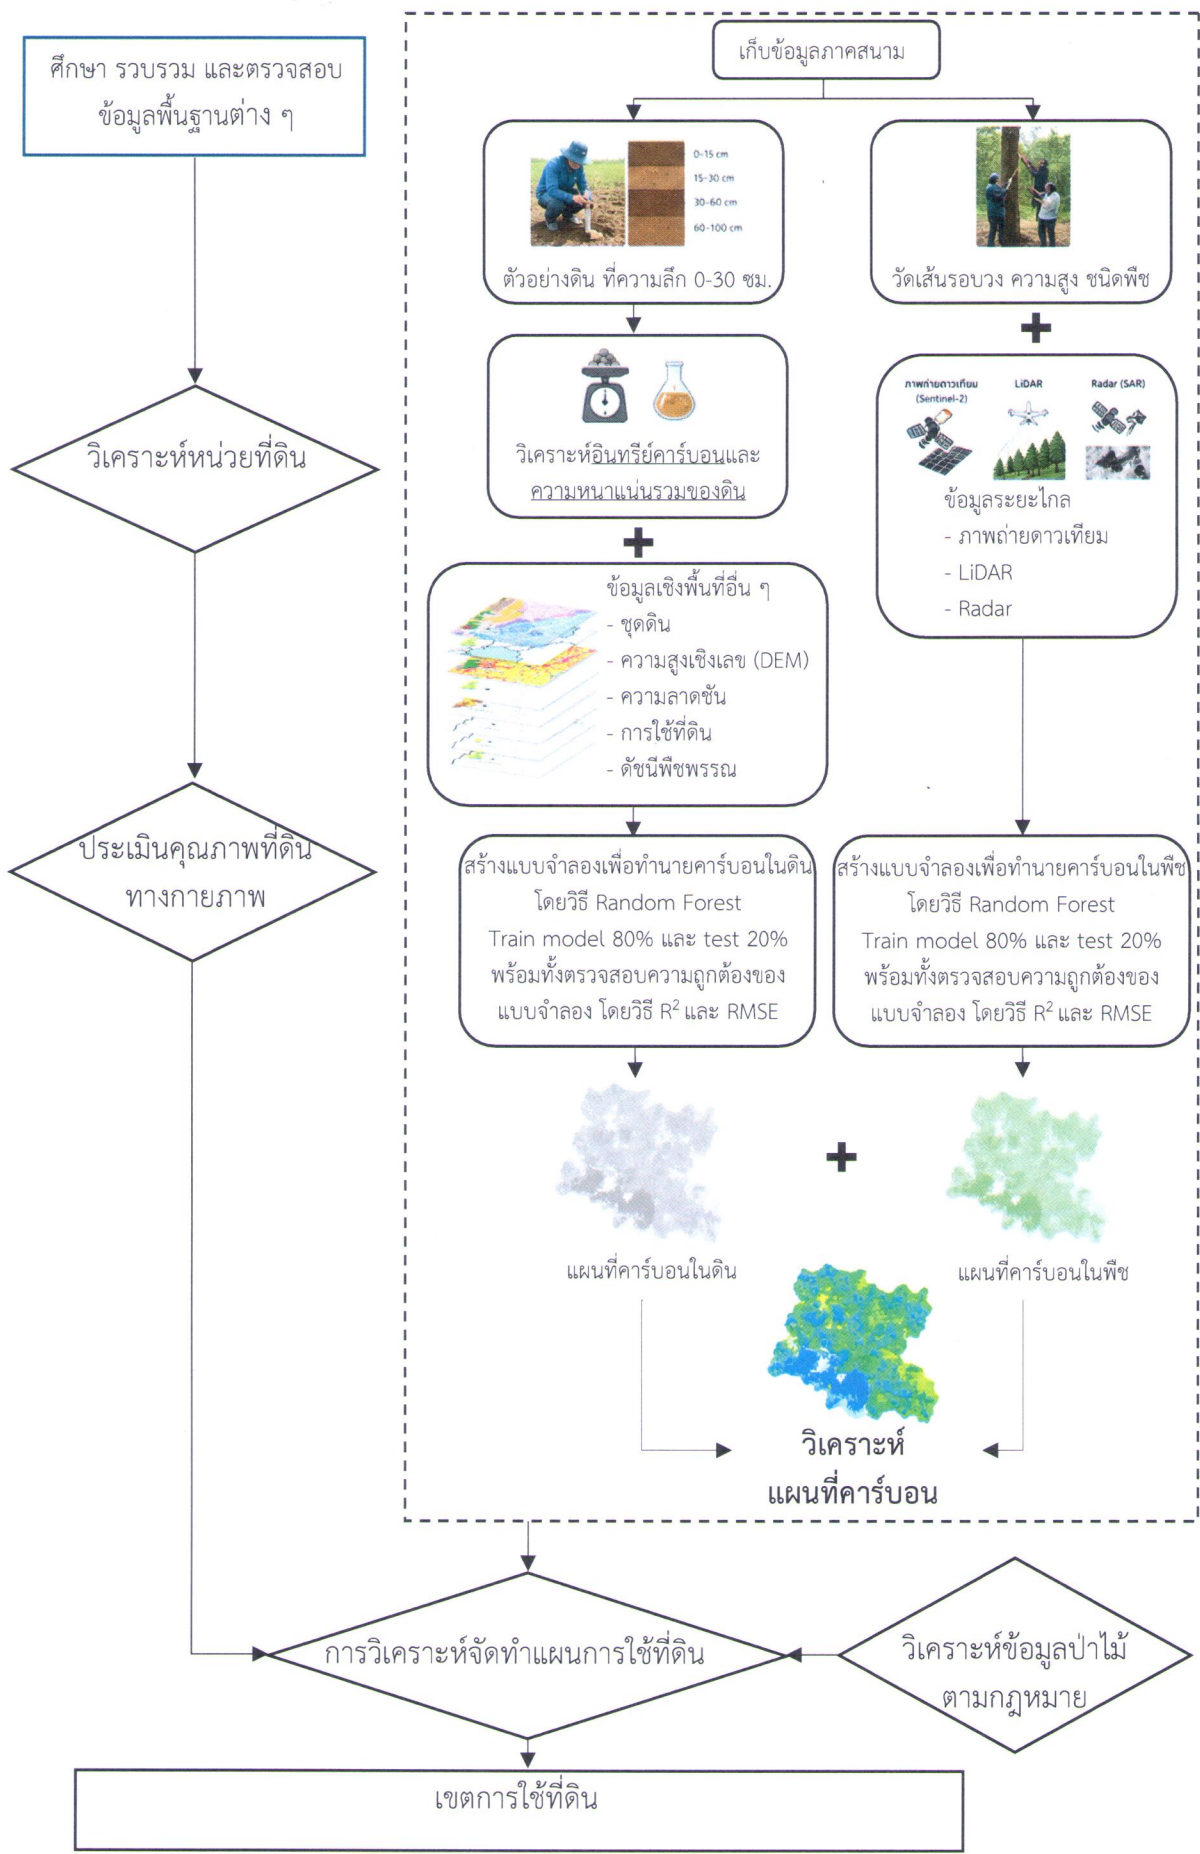 ศึกษา รวบรวม และตรวจสอบ
ข้อมูลพื้นฐานต่าง ๆ
วิเคราะห์หน่วยที่ดิน
ประเมินคุณภาพที่ดิน
ทางกายภาพ
เก็บข้อมูลภาคสนาม
0-15 cm
15-30 cm
30-60 cm
60-100 cm
ตัวอย่างดิน ที่ความลึก 0-30 ซม.
วิเคราะห์อินทรีย์คาร์บอนและ
ความหนาแน่นรวมของดิน
ข้อมูลเชิงพื้นที่อื่น ๆ
- ชุดดิน
- ความสูงเชิงเลข (DEM)
- ความลาดชัน
- การใช้ที่ดิน
- ดัชนีพืชพรรณ
สร้างแบบจำลองเพื่อทำนายคาร์บอนในดิน
โดยวิธี Random Forest
Train model 80% และ test 20%
พร้อมทั้งตรวจสอบความถูกต้องของ
แบบจำลอง โดยวิธี R² และ RMSE
แผนที่คาร์บอนในดิน
วัดเส้นรอบวง ความสูง ชนิดพืช
ภาพถ่ายดาวเทียม
(Sentinel-2)
LiDAR
Radar (SAR)
ข้อมูลระยะไกล
- ภาพถ่ายดาวเทียม
- LiDAR
- Radar
สร้างแบบจำลองเพื่อทำนายคาร์บอนในพืช
โดยวิธี Random Forest
Train model 80% และ test 20%
พร้อมทั้งตรวจสอบความถูกต้องของ
แบบจำลอง โดยวิธี R² และ RMSE
แผนที่คาร์บอนในพืช
วิเคราะห์
แผนที่คาร์บอน
การวิเคราะห์จัดทำแผนการใช้ที่ดิน
วิเคราะห์ข้อมูลป่าไม้
ตามกฎหมาย
เขตการใช้ที่ดิน